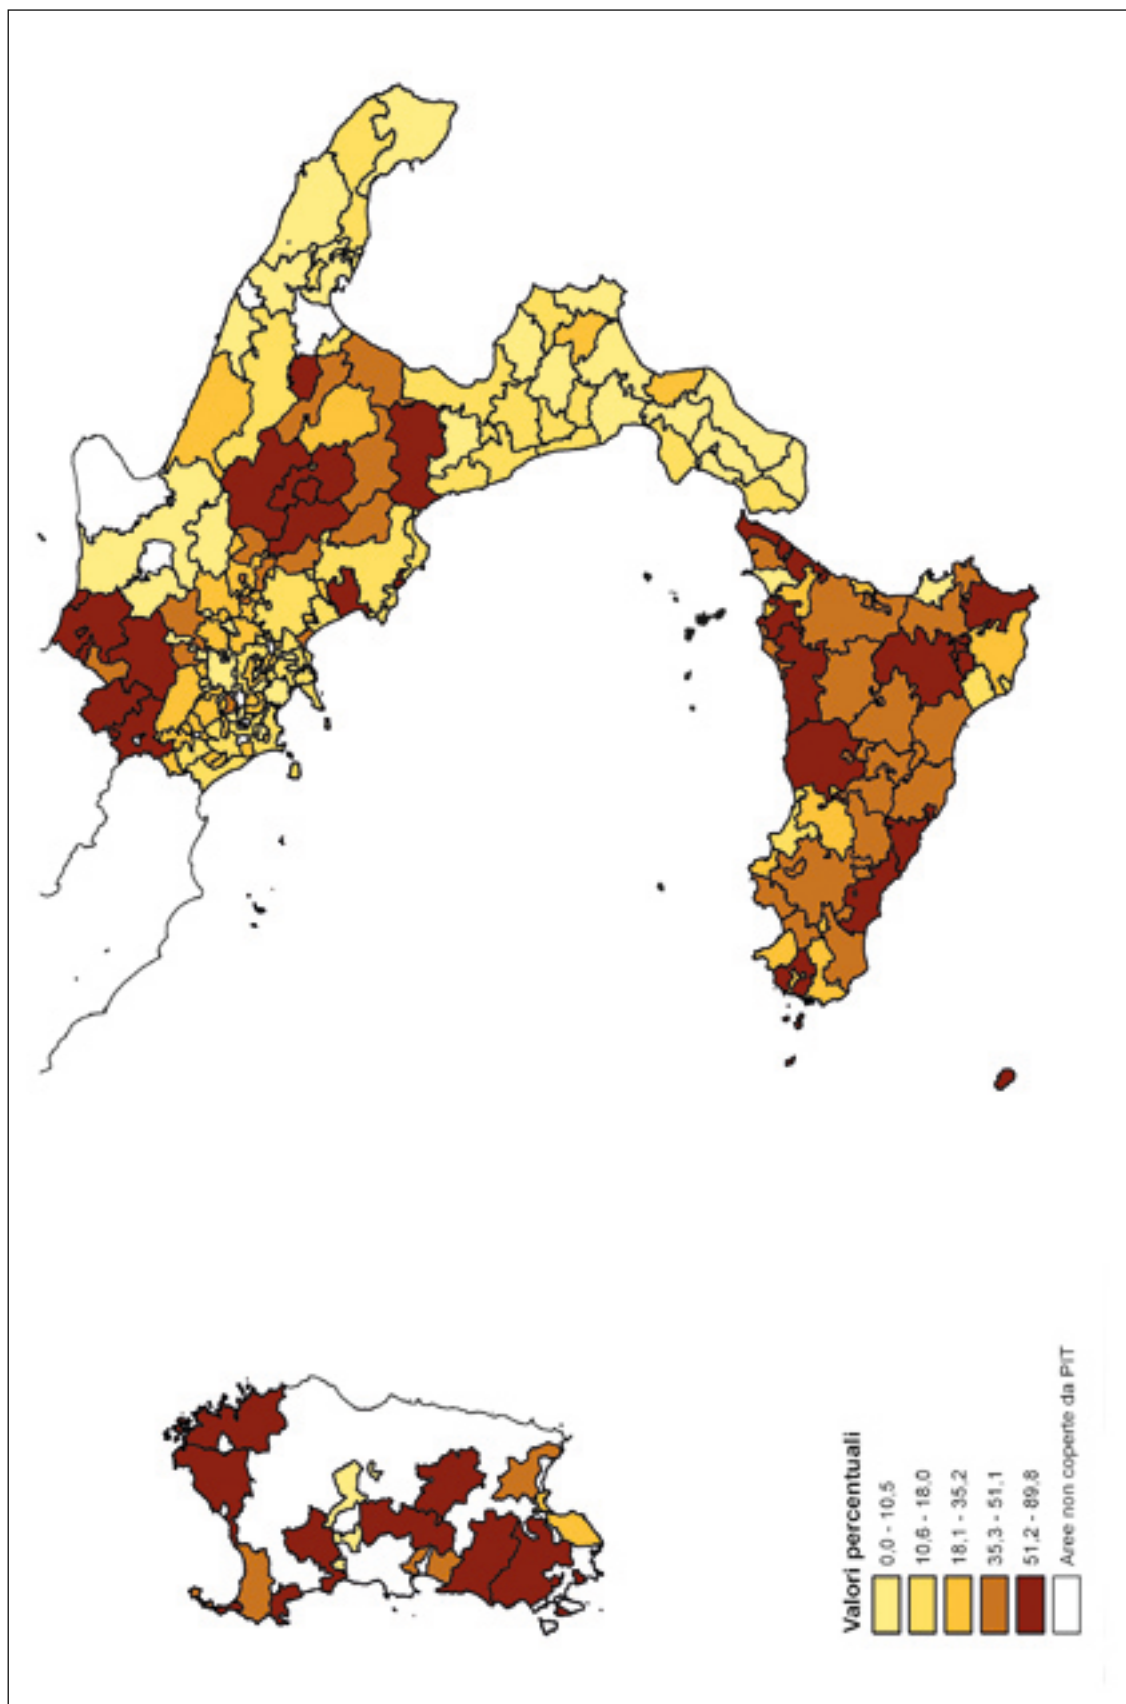 Valori percentuali
0,0 - 10,5
10,6 - 18,0
18,1 - 35,2
35,3 - 51,1
51,2 - 89,8
Aree non coperte da PIT